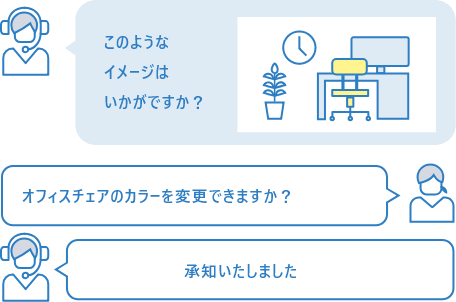 このような
イメージは
いかがですか？
オフィスチェアのカラーを変更できますか？
承知いたしました